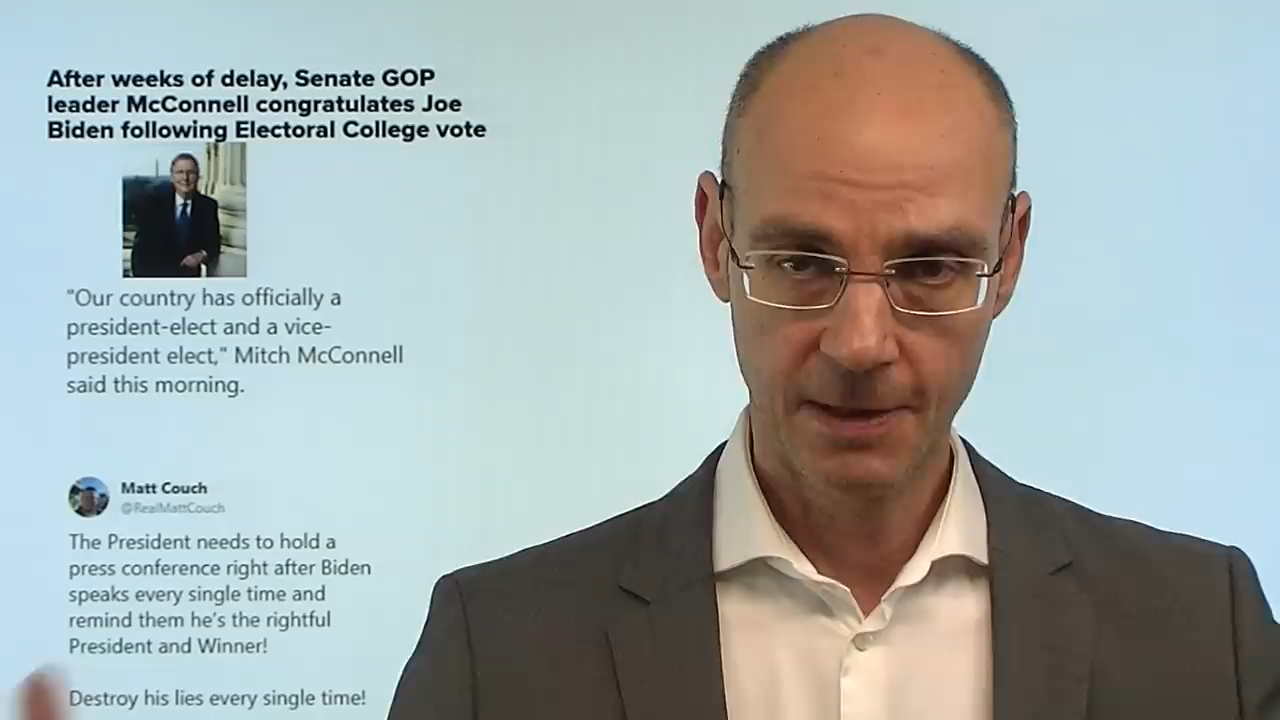 After weeks of delay, Senate GOP
leader McConnell congratulates Joe
Biden following Electoral College vote
"Our country has officially a
president-elect and a vice-
president elect," Mitch McConnell
said this morning.
Matt Couch
@RealMattCouch
The President needs to hold a
press conference right after Biden
speaks every single time and
remind them he's the rightful
President and Winner!
Destroy his lies every single time!